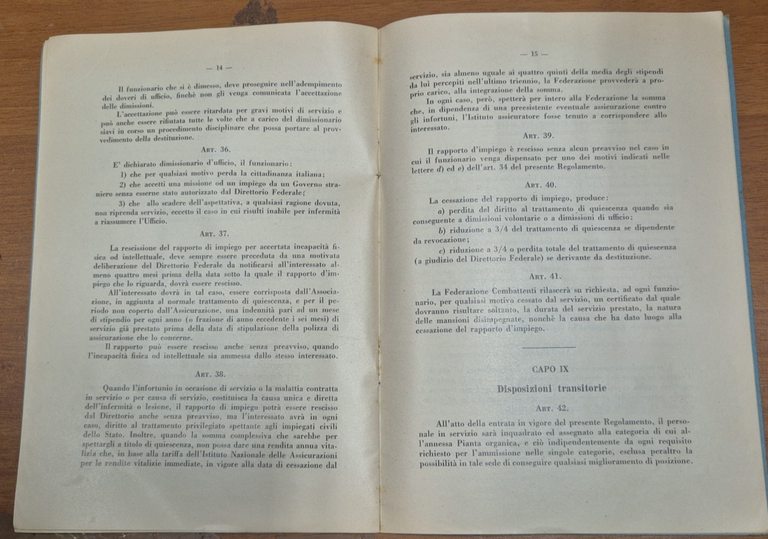 — 14 —
Il funzionario che si è dimesso, deve proseguire nell'adempimento
dei doveri di ufficio, finchè non gli venga comunicata l'accettazione
delle dimissioni.
L'accettazione può essere ritardata per gravi motivi di servizio e
può anche essere rifiutata tutte le volte che a carico del dimissionario
siavi in corso un procedimento disciplinare che possa portare al prov-
vedimento della destituzione.
ART. 36.
E' dichiarato dimissionario d'ufficio, il funzionario:
1) che per qualsiasi motivo perda la cittadinanza italiana;
2) che accetti una missione od un impiego da un Governo stra-
niero senza esserne stato autorizzato dal Direttorio Federale;
3) che allo scadere dell'aspettativa, a qualsiasi ragione dovuta,
non riprenda servizio, eccetto il caso in cui risulti inabile per infermità
a riassumere l'Ufficio.
ART. 37.
La rescissione del rapporto di impiego per accertata incapacità fi-
sica od intellettuale, deve sempre essere preceduta da una motivata
deliberazione del Direttorio Federale da notificarsi all'interessato al-
meno quattro mesi prima della data sotto la quale il rapporto d'im-
piego che lo riguarda, dovrà essere rescisso.
All'interessato dovrà in tal caso, essere corrisposta dall'Associa-
zione, in aggiunta al normale trattamento di quiescenza, e per il pe-
riodo non coperto dall'Assicurazione, una indennità pari ad un mese
di stipendio per ogni anno (o frazione di anno eccedente i sei mesi) di
servizio già prestato prima della data di stipulazione della polizza di
assicurazione che lo concerne.
Il rapporto può essere rescisso anche senza preavviso, quando
l'incapacità fisica od intellettuale sia ammessa dallo stesso interessato.
ART. 38.
Quando l'infortunio in occasione di servizio o la malattia contratta
in servizio o per causa di servizio, costituisca la causa unica e diretta
dell'infermità o lesione, il rapporto di impiego potrà essere rescisso
dal Direttorio anche senza preavviso, ma l'interessato avrà in ogni
caso, diritto al trattamento privilegiato spettante agli impiegati civili
dello Stato. Inoltre, quando la somma complessiva che sarebbe per
spettargli a titolo di quiescenza, non possa dare una rendita annua vita-
lizia che, in base alla tariffa dell'Istituto Nazionale delle Assicurazioni
per le rendite vitalizie immediate, in vigore alla data di cessazione dal
— 15 —
servizio, sia almeno uguale ai quattro quinti della media degli stipendi
da lui percepiti nell'ultimo triennio, la Federazione provvederà a pro-
prio carico, alla integrazione della somma.
In ogni caso, però, spetterà per intero alla Federazione la somma
che, in dipendenza di una preesistente eventuale assicurazione contro
gli infortuni, l'Istituto assicuratore fosse tenuto a corrispondere allo
interessato.
ART. 39.
Il rapporto d'impiego è rescisso senza alcun preavviso nel caso in
cui il funzionario venga dispensato per uno dei motivi indicati nelle
lettere d) ed e) dell'art. 34 del presente Regolamento.
ART. 40.
La cessazione del rapporto di impiego, produce:
a) perdita del diritto al trattamento di quiescenza quando sia
conseguente a dimissioni volontarie o a dimissioni di ufficio;
b) riduzione a 3/4 del trattamento di quiescenza se dipendente
da revocazione;
c) riduzione a 3/4 o perdita totale del trattamento di quiescenza
(a giudizio del Direttorio Federale) se derivante da destituzione.
ART. 41.
La Federazione Combattenti rilascerà su richiesta, ad ogni funzio-
nario, per qualsiasi motivo cessato dal servizio, un certificato dal quale
dovranno risultare soltanto, la durata del servizio prestato, la natura
delle mansioni disimpegnate, nonchè la causa che ha dato luogo alla
cessazione del rapporto d'impiego.
CAPO IX
Disposizioni transitorie
ART. 42.
All'atto della entrata in vigore del presente Regolamento, il perso-
nale in servizio sarà inquadrato ed assegnato alla categoria di cui al-
l'annessa Pianta organica, e ciò indipendentemente da ogni requisito
richiesto per l'ammissione nelle singole categorie, esclusa peraltro la
possibilità in tale sede di conseguire qualsiasi miglioramento di posizione.